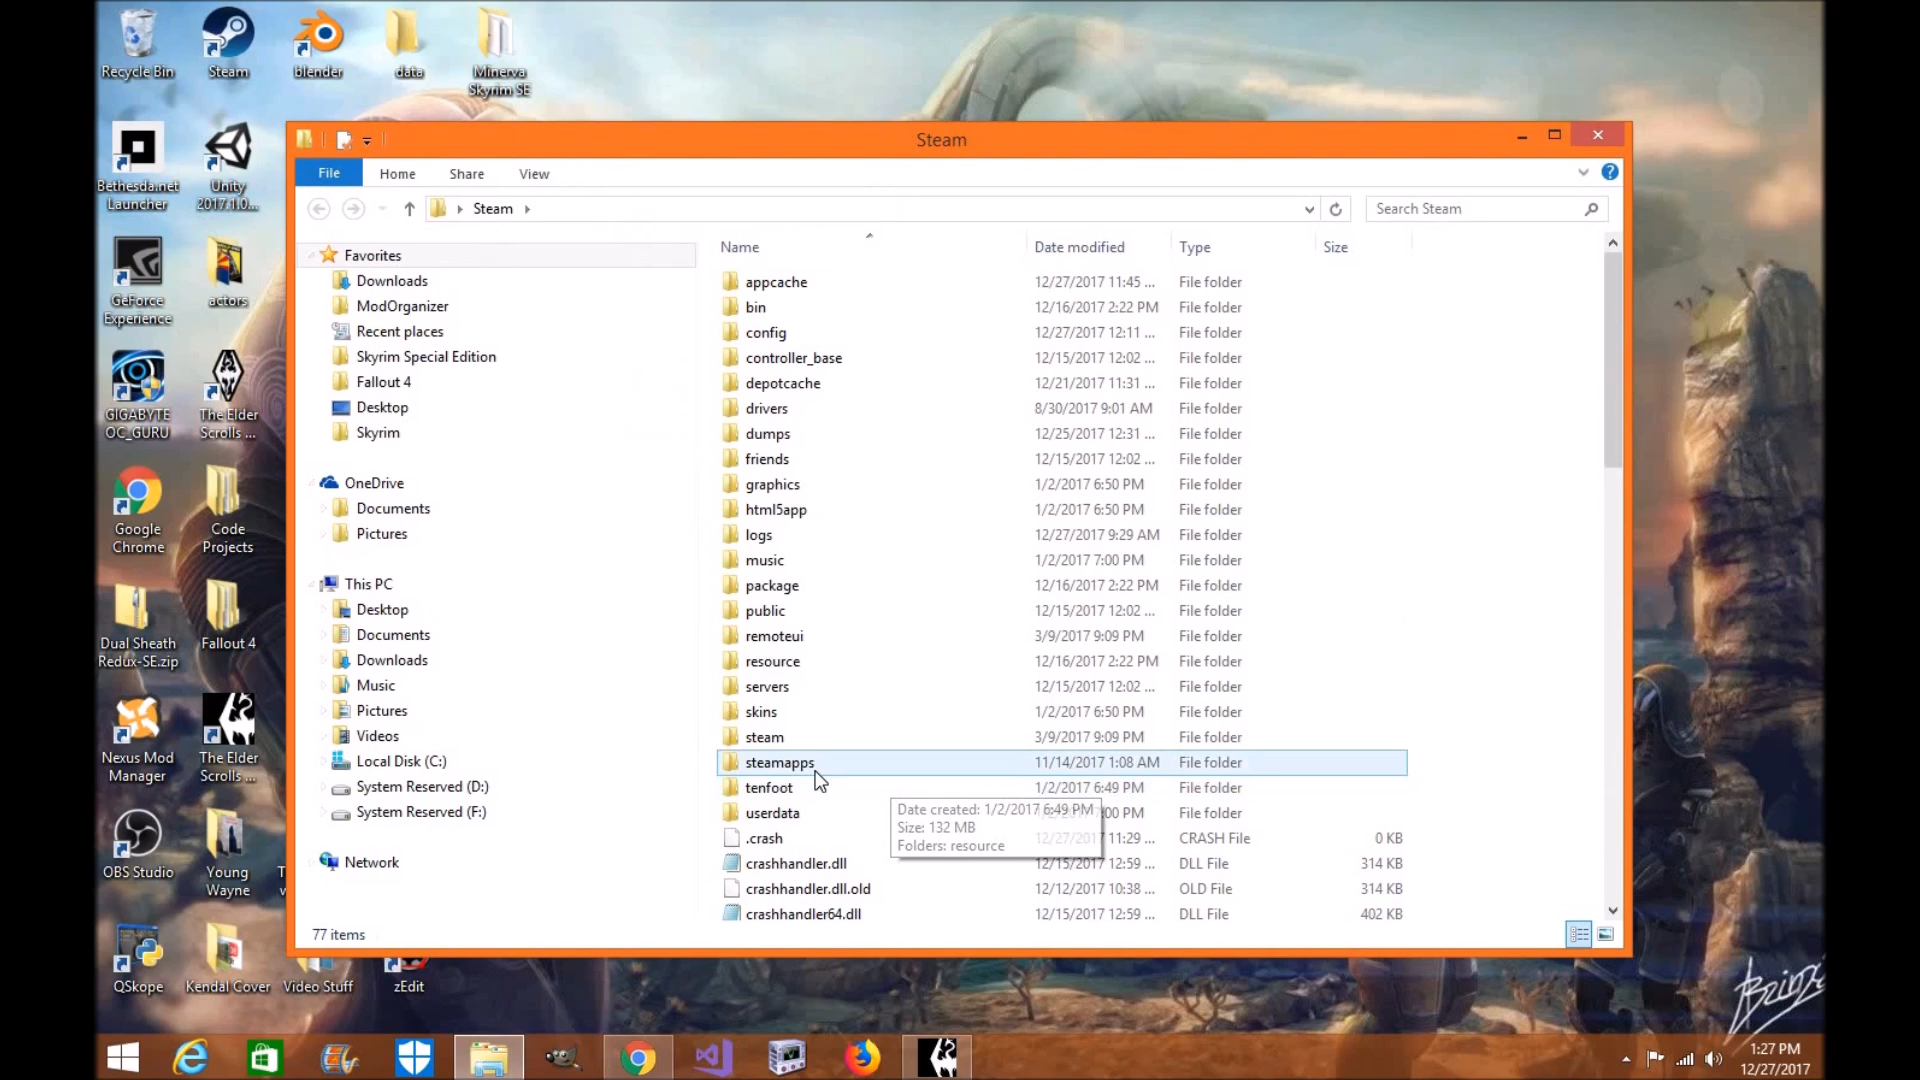 Recycle Bin
Steam
blender
data
Minerva
Skyrim SE
Bethesda.net
Launcher
Unity
2017.1.0...
GeForce
Experience
actors
GIGABYTE
OC_GURU
The Elder
Scrolls ...
Google
Chrome
Code
Projects
Dual Sheath
Redux-SE.zip
Fallout 4
Nexus Mod
Manager
The Elder
Scrolls ...
OBS Studio
Young
Wayne
QSkope
Kendal Cover
Video Stuff
zEdit
Steam
File
Home
Share
View
Steam
Search Steam
Favorites
Downloads
ModOrganizer
Recent places
Skyrim Special Edition
Fallout 4
Desktop
Skyrim
OneDrive
Documents
Pictures
This PC
Desktop
Documents
Downloads
Music
Pictures
Videos
Local Disk (C:)
System Reserved (D:)
System Reserved (F:)
Network
Name Date modified Type Size
appcache 12/27/2017 11:45 ... File folder
bin 12/16/2017 2:22 PM File folder
config 12/27/2017 12:11 ... File folder
controller_base 12/15/2017 12:02 ... File folder
depotcache 12/21/2017 11:31 ... File folder
drivers 8/30/2017 9:01 AM File folder
dumps 12/25/2017 12:31 ... File folder
friends 12/15/2017 12:02 ... File folder
graphics 1/2/2017 6:50 PM File folder
html5app 1/2/2017 6:50 PM File folder
logs 12/27/2017 9:29 AM File folder
music 1/2/2017 7:00 PM File folder
package 12/16/2017 2:22 PM File folder
public 12/15/2017 12:02 ... File folder
remoteui 3/9/2017 9:09 PM File folder
resource 12/16/2017 2:22 PM File folder
servers 12/15/2017 12:02 ... File folder
skins 1/2/2017 6:50 PM File folder
steam 3/9/2017 9:09 PM File folder
steamapps 11/14/2017 1:08 AM File folder
tenfoot 1/2/2017 6:49 PM File folder
userdata :00 PM File folder
.crash 12/27/2017 11:29 ... CRASH File 0 KB
crashhandler.dll 12/15/2017 12:59 ... DLL File 314 KB
crashhandler.dll.old 12/12/2017 10:38 ... OLD File 314 KB
crashhandler64.dll 12/15/2017 12:59 ... DLL File 402 KB
Date created: 1/2/2017 6:49 PM
Size: 132 MB
Folders: resource
77 items
1:27 PM
12/27/2017